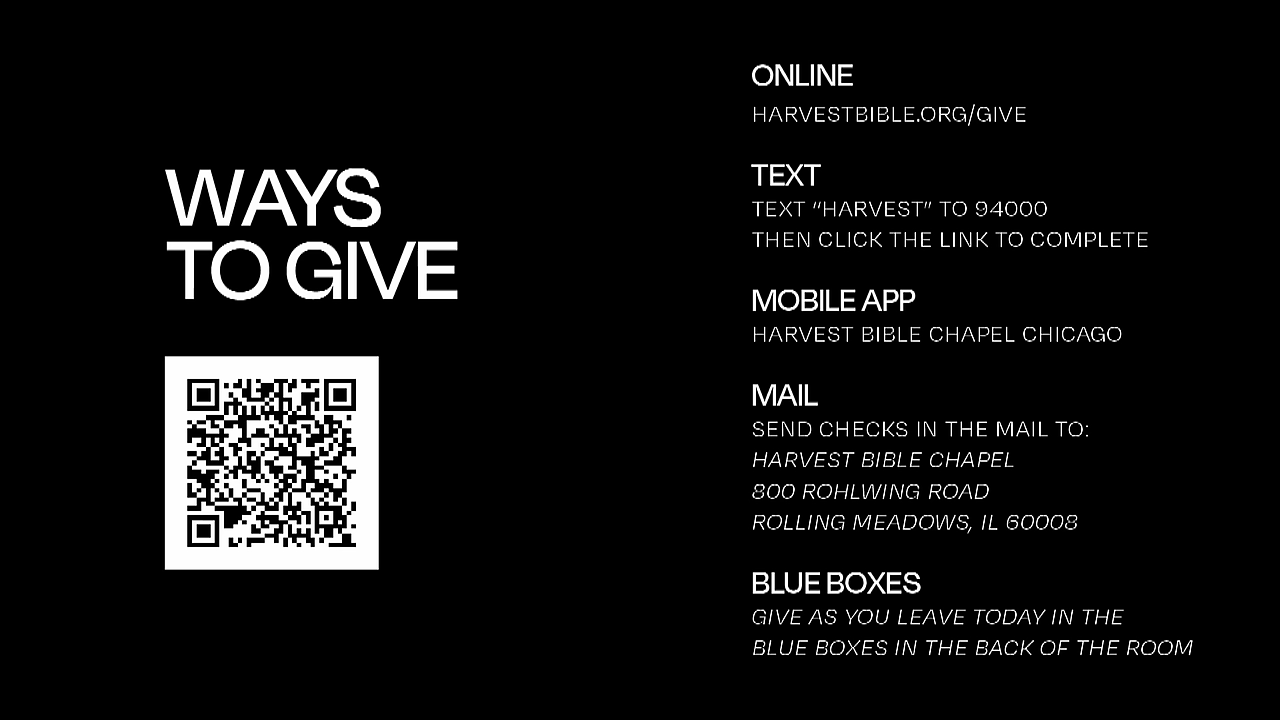 WAYS
TO GIVE
ONLINE
HARVESTBIBLE.ORG/GIVE
TEXT
TEXT “HARVEST” TO 94000
THEN CLICK THE LINK TO COMPLETE
MOBILE APP
HARVEST BIBLE CHAPEL CHICAGO
MAIL
SEND CHECKS IN THE MAIL TO:
HARVEST BIBLE CHAPEL
800 ROHLWING ROAD
ROLLING MEADOWS, IL 60008
BLUE BOXES
GIVE AS YOU LEAVE TODAY IN THE
BLUE BOXES IN THE BACK OF THE ROOM